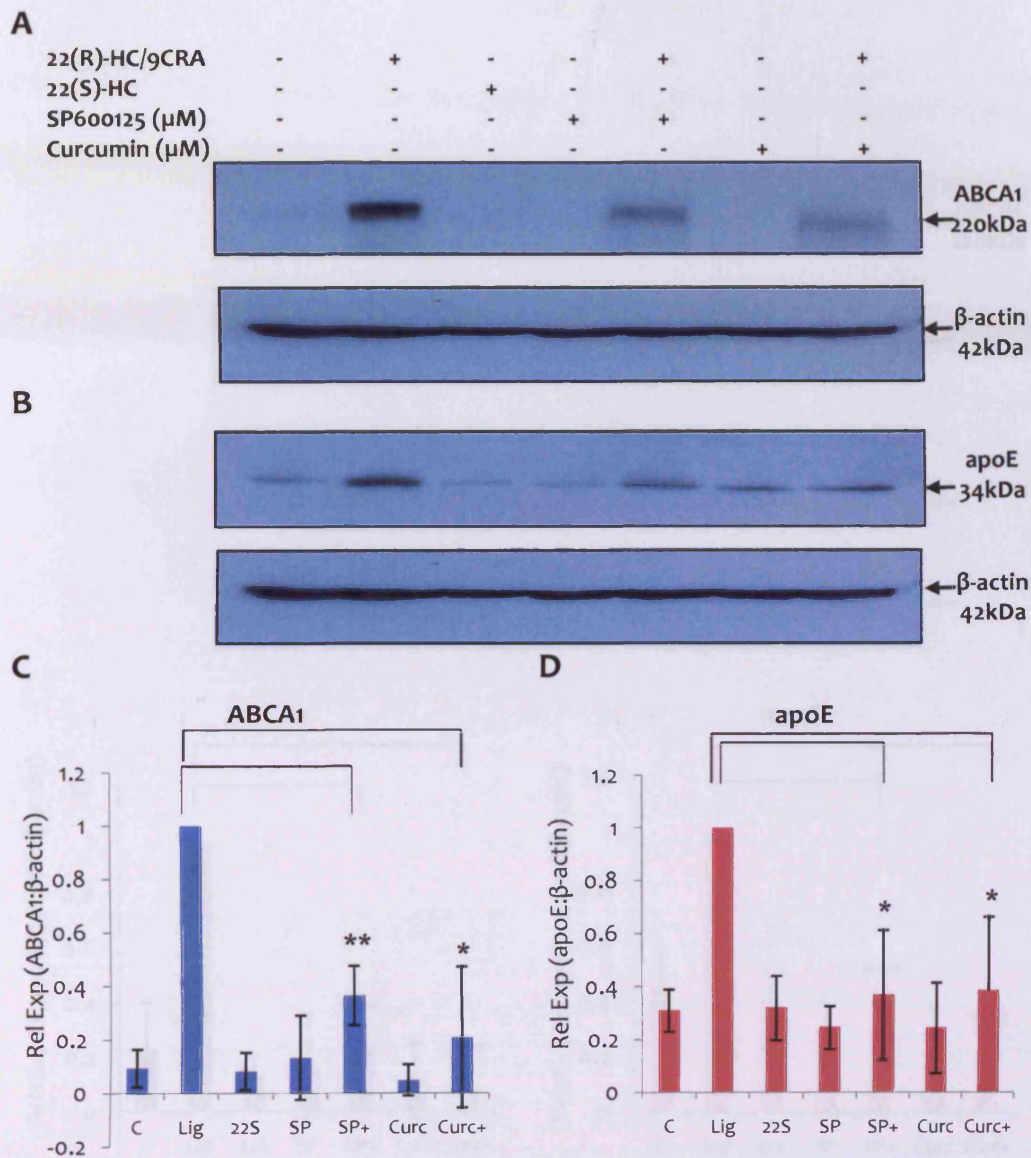 A
22(R)-HC/9CRA - + - - + - +
22(S)-HC - - + - - - -
SP600125 (µM) - - - + + - -
Curcumin (µM) - - - - - + +
ABCA1
220kDa
β-actin
42kDa
B
apoE
34kDa
β-actin
42kDa
C
ABCA1
Rel Exp (ABCA1:β-actin)
1.2
1
0.8
0.6
0.4
0.2
0
-0.2
** *
C Lig 22S SP SP+ Curc Curc+
D
apoE
Rel Exp (apoE:β-actin)
1.2
1
0.8
0.6
0.4
0.2
0
* *
C Lig 22S SP SP+ Curc Curc+